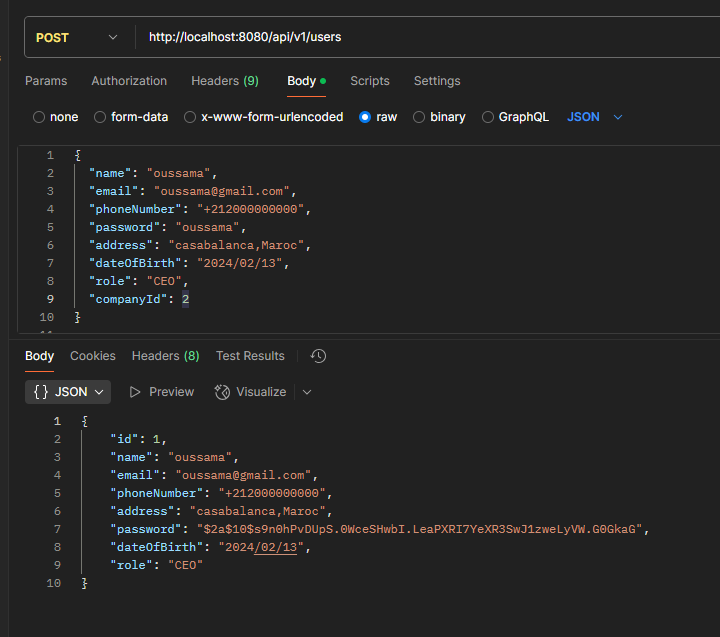 POST http://localhost:8080/api/v1/users
Params Authorization Headers (9) Body Scripts Settings
none form-data x-www-form-urlencoded raw binary GraphQL JSON
1 {
2 "name": "oussama",
3 "email": "oussama@gmail.com",
4 "phoneNumber": "+212000000000",
5 "password": "oussama",
6 "address": "casabalanca,Maroc",
7 "dateOfBirth": "2024/02/13",
8 "role": "CEO",
9 "companyId": 2
10 }
11
Body Cookies Headers (8) Test Results
{} JSON Preview Visualize
1 {
2 "id": 1,
3 "name": "oussama",
4 "email": "oussama@gmail.com",
5 "phoneNumber": "+212000000000",
6 "address": "casabalanca,Maroc",
7 "password": "$2a$10$s9n0hPvDUpS.0WceSHwbI.LeaPXRI7YeXR3SwJ1zweLyVW.G0GkaG",
8 "dateOfBirth": "2024/02/13",
9 "role": "CEO"
10 }